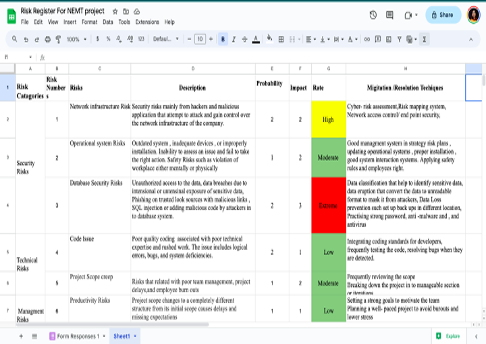 Risk Register For NEMT project
File Edit View Insert Format Data Tools Extensions Help
Share
100%
$ % .0 .00 123 Defaul...
10
B I
A B C D E F G H
Risk Categories
Risk Number s
Risks
Description
Probability
Impact
Rate
Migitation /Resolution Techiques
1
Network infrastructure Risk
Security risks mainly from hackers and malicious
application that attempt to attack and gain control over
the network infrastructure of the company.
2
2
High
Cyber- risk assessment,Risk mapping system,
Network access control/ end point security,
Security
Risks
2
Operational system Risks
Outdated system , inadequate devices , or improperly
installation. Inability to assess an issue and fail to take
the right action. Safety Risks such as violation of
workplace either mentally or physically
1
2
Moderate
Good managment system in strategy risk plans ,
updating operational systems , proper installation ,
good system interaction systems. Applying safety
rules and employees right.
3
Database Security Risks
Unauthorized access to the data, data breaches due to
intensional or unintensional exposure of sensitive data,
Phishing on trusted look sources with malicious links ,
SQL injection or adding malicious code by attackers in
to database system.
2
3
Extreme
Data classification that help to identify sensitive data,
data eruption that convert the data to unreadable
format to mask it from attackers, Data Loss
prevention such set up back ups in different location,
Practising strong password, anti -malware and , and
antivirus
Technical
Risks
4
Code Issue
Poor quality coding associated with poor technical
expertise and rushed work. The issue includes logical
errors, bugs, and system deficiencies.
2
1
Low
Integrating coding standards for developers,
frequently testing the code, resolving bugs when they
are detected.
5
Project Scope creep
Risks that related with poor team management, project
delays,and employee burn outs
1
2
Moderate
Frequently reviewing the scope
Breaking down the project in to manageable section
Managment
Risks
6
Productivity Risks
Project scope changes to a completely different
structure from its initial scope causes delays and
missing expectations
1
1
Low
Setting a strong goals to motivate the team
Planning a well- paced project to avoid burouts and
lower stress
Form Responses 1
Sheet1
Explore